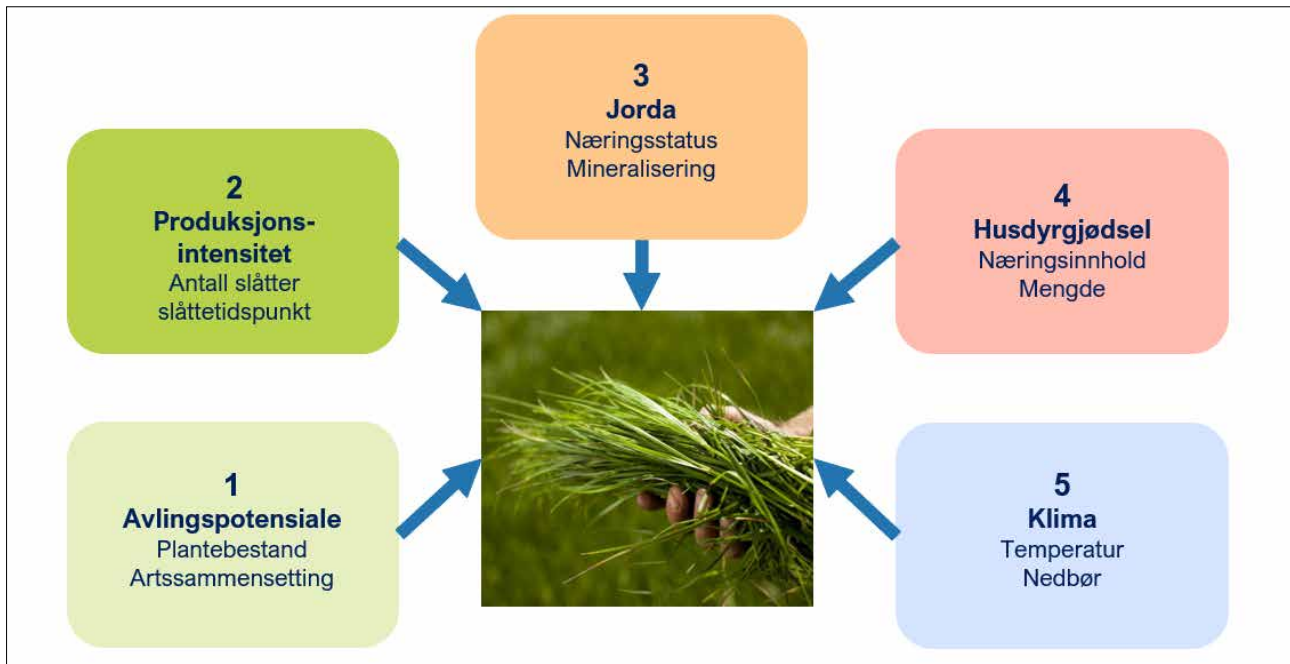 1
Avlingspotensiale
Plantebestand
Artssammensetting
2
Produksjons-
intensitet
Antall slåtter
slåttetidspunkt
3
Jorda
Næringsstatus
Mineralisering
4
Husdyrgjødsel
Næringsinnhold
Mengde
5
Klima
Temperatur
Nedbør